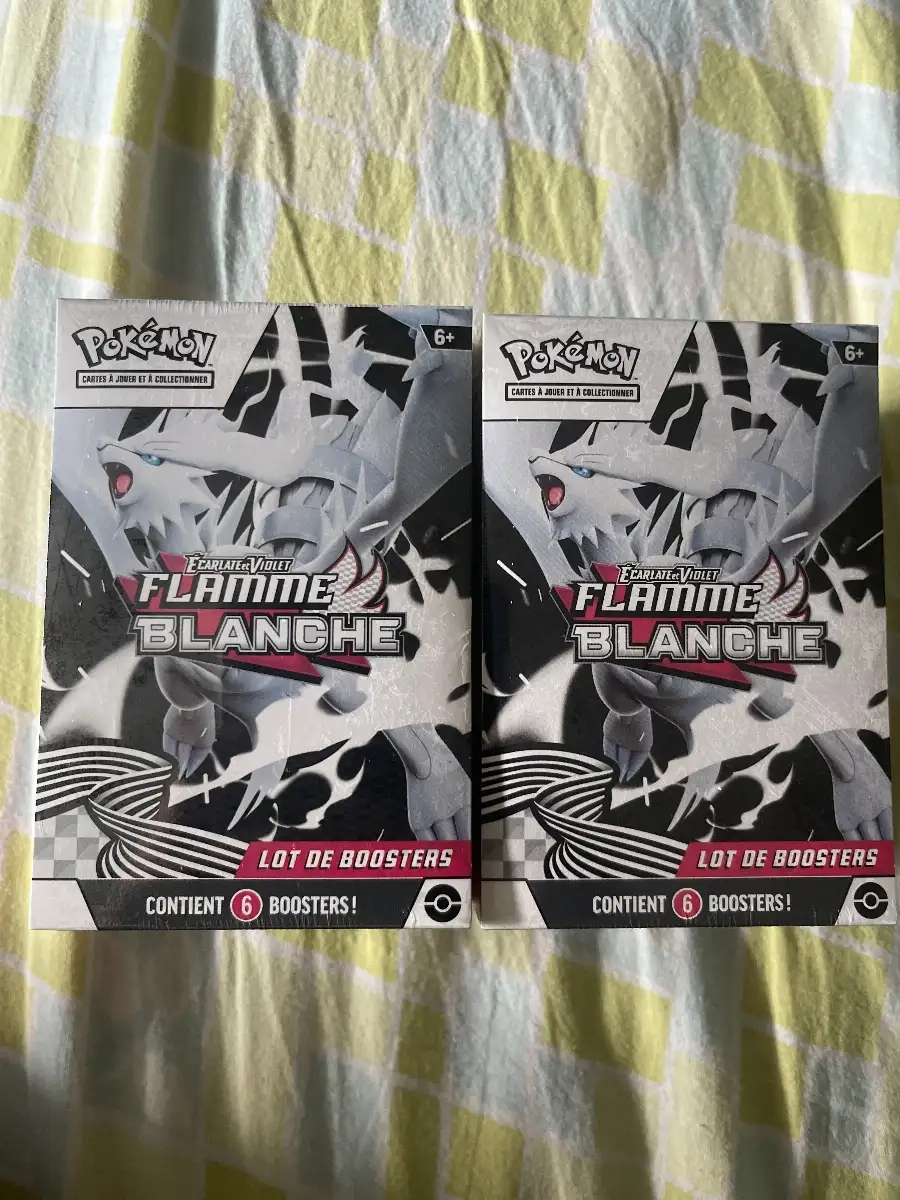 POKÉMON
CARTES À JOUER ET À COLLECTIONNER
6+
ÉCARLATE ET VIOLET
FLAMME
BLANCHE
LOT DE BOOSTERS
CONTIENT 6 BOOSTERS!
POKÉMON
CARTES À JOUER ET À COLLECTIONNER
6+
ÉCARLATE ET VIOLET
FLAMME
BLANCHE
LOT DE BOOSTERS
CONTIENT 6 BOOSTERS!